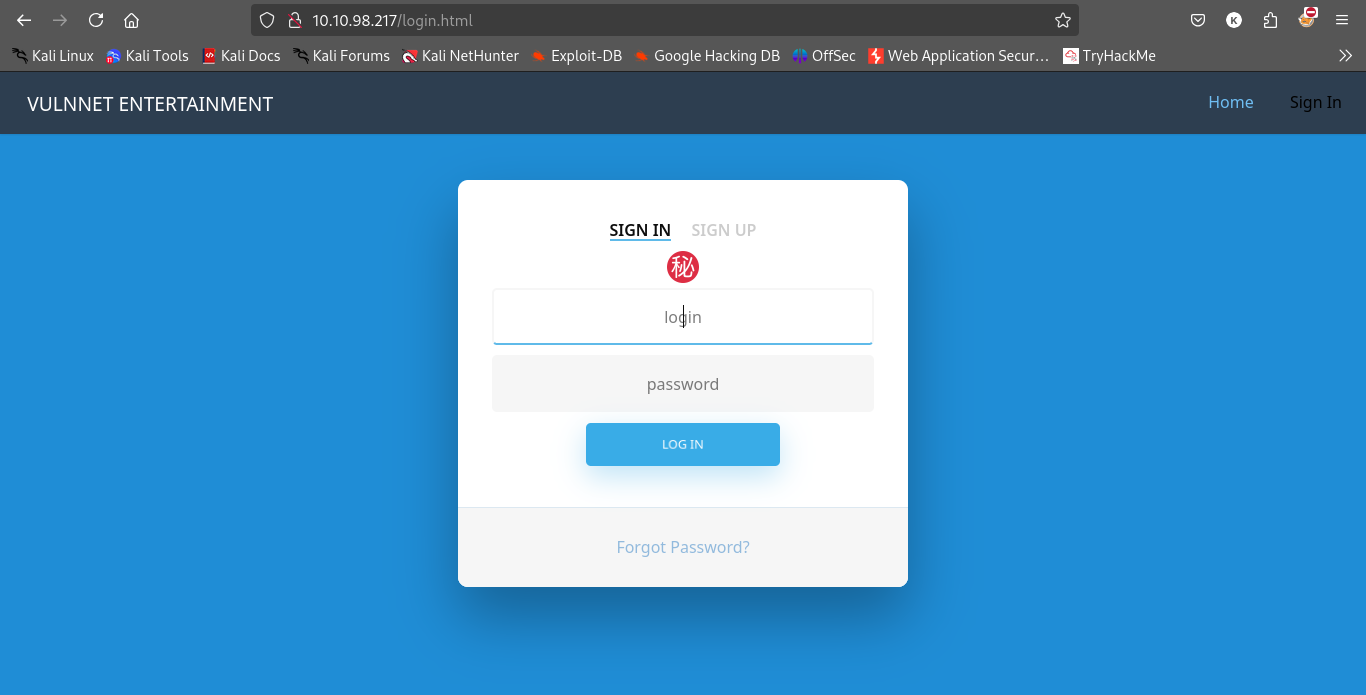 10.10.98.217/login.html
Kali Linux Kali Tools Kali Docs Kali Forums Kali NetHunter Exploit-DB Google Hacking DB OffSec Web Application Secur… TryHackMe
VULNNET ENTERTAINMENT Home Sign In
SIGN IN SIGN UP
秘
login
password
LOG IN
Forgot Password?